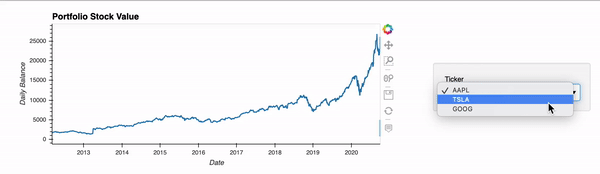 Portfolio Stock Value
Daily Balance
25000
20000
15000
10000
5000
0
2013
2014
2015
2016
2017
2018
2019
2020
Date
Ticker
✓ AAPL
TSLA
GOOG